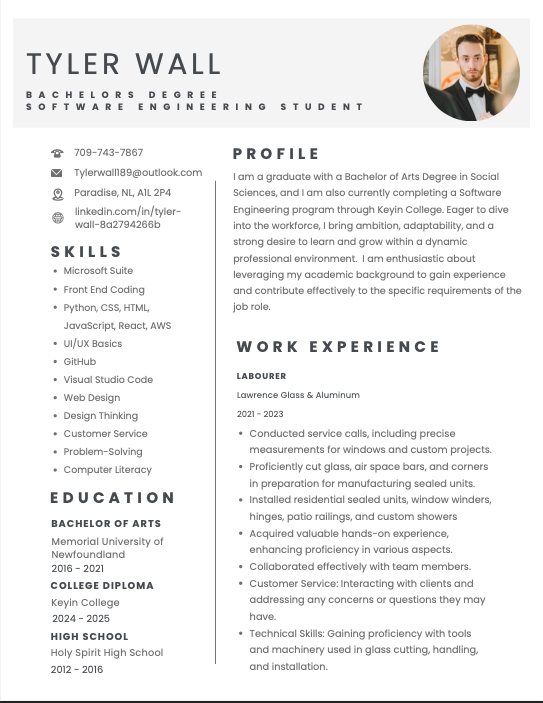 TYLER WALL
BACHELORS DEGREE
SOFTWARE ENGINEERING STUDENT
709-743-7867
Tylerwall189@outlook.com
Paradise, NL, A1L 2P4
linkedin.com/in/tyler-
wall-8a2794266b
SKILLS
• Microsoft Suite
• Front End Coding
• Python, CSS, HTML,
JavaScript, React, AWS
• UI/UX Basics
• GitHub
• Visual Studio Code
• Web Design
• Design Thinking
• Customer Service
• Problem-Solving
• Computer Literacy
EDUCATION
BACHELOR OF ARTS
Memorial University of
Newfoundland
2016 - 2021
COLLEGE DIPLOMA
Keyin College
2024 - 2025
HIGH SCHOOL
Holy Spirit High School
2012 - 2016
PROFILE
I am a graduate with a Bachelor of Arts Degree in Social
Sciences, and I am also currently completing a Software
Engineering program through Keyin College. Eager to dive
into the workforce, I bring ambition, adaptability, and a
strong desire to learn and grow within a dynamic
professional environment. I am enthusiastic about
leveraging my academic background to gain experience
and contribute effectively to the specific requirements of the
job role.
WORK EXPERIENCE
LABOURER
Lawrence Glass & Aluminum
2021 - 2023
• Conducted service calls, including precise
measurements for windows and custom projects.
• Proficiently cut glass, air space bars, and corners
in preparation for manufacturing sealed units.
• Installed residential sealed units, window winders,
hinges, patio railings, and custom showers
• Acquired valuable hands-on experience,
enhancing proficiency in various aspects.
• Collaborated effectively with team members.
• Customer Service: Interacting with clients and
addressing any concerns or questions they may
have.
• Technical Skills: Gaining proficiency with tools
and machinery used in glass cutting, handling,
and installation.